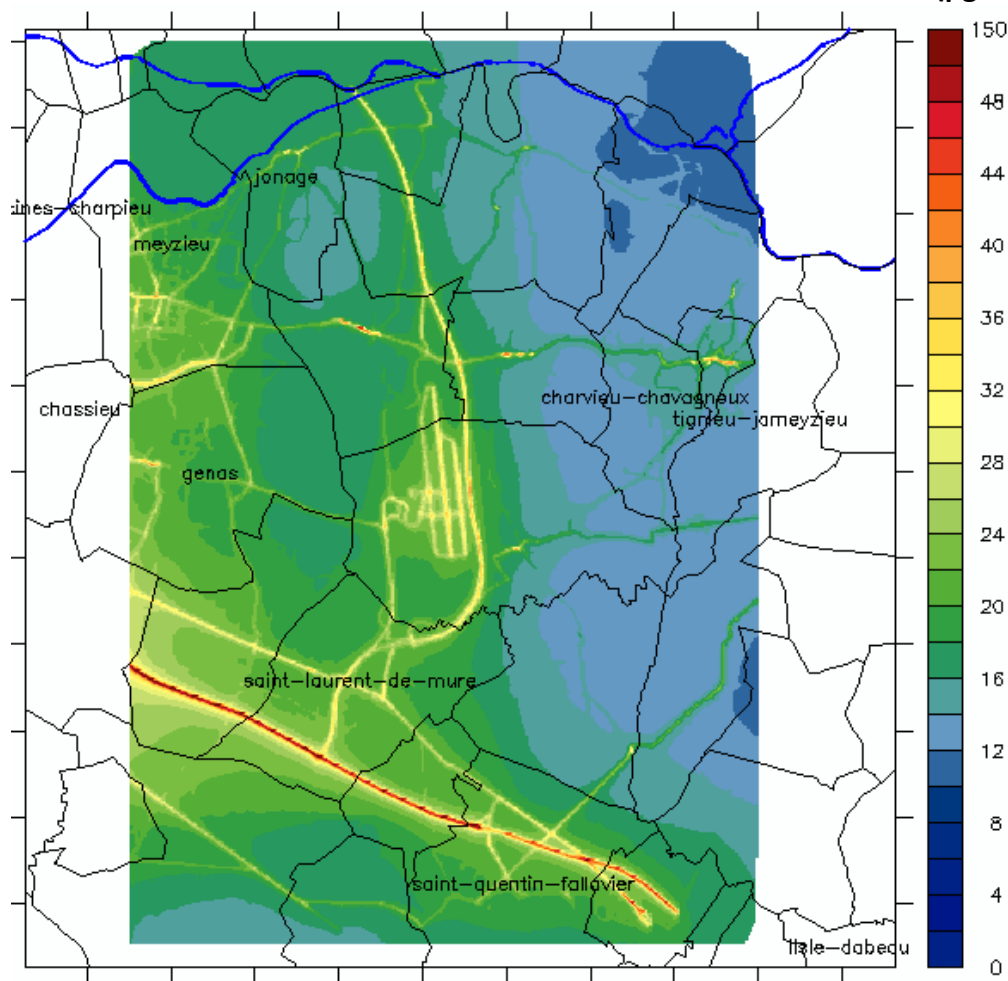 150
48
jonage
44
cines-charpieu
meyzieu
40
36
32
chassieu
charvieu-chavagneux
tignieu-jameyzieu
genas
28
24
20
saint-laurent-de-mure
16
12
8
saint-quentin-fallavier
4
lisle-dabeau
0